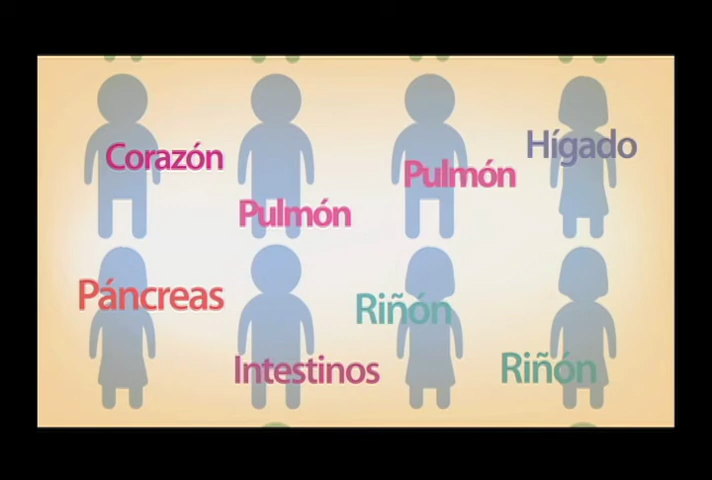 Corazón
Pulmón
Pulmón
Hígado
Páncreas
Intestinos
Riñón
Riñón